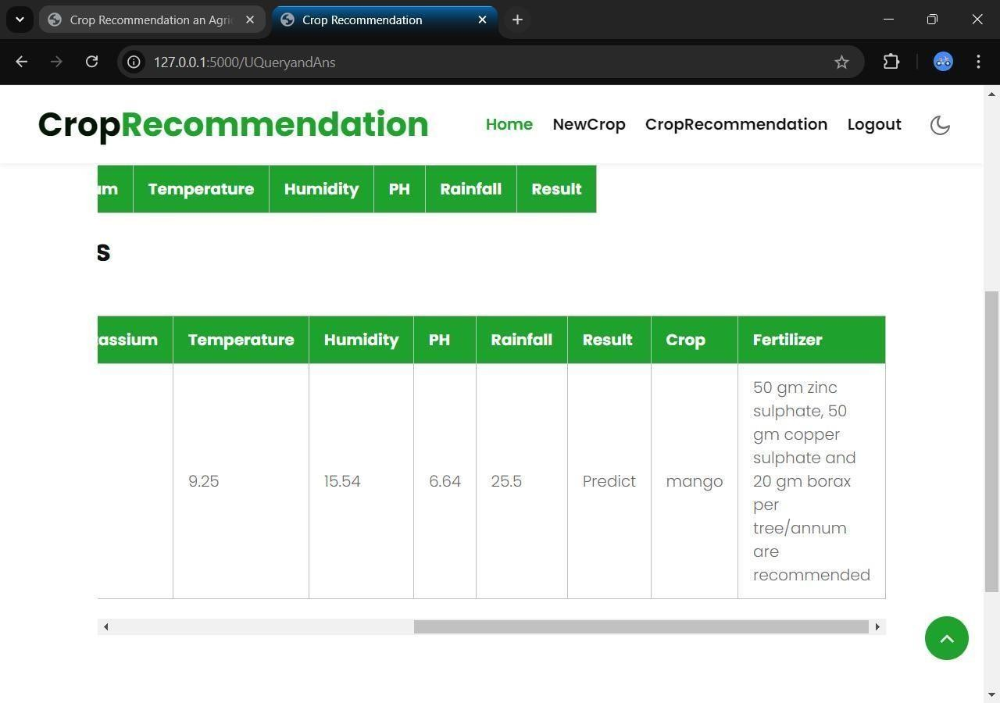 Crop Recommendation an Agri
Crop Recommendation
127.0.0.1:5000/UQueryandAns
CropRecommendation
Home NewCrop CropRecommendation Logout
um Temperature Humidity PH Rainfall Result
s
tassium Temperature Humidity PH Rainfall Result Crop Fertilizer
50 gm zinc
sulphate, 50
gm copper
sulphate and
9.25 15.54 6.64 25.5 Predict mango 20 gm borax
per
tree/annum
are
recommended